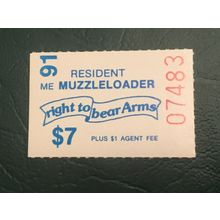 91
RESIDENT
ME MUZZLELOADER
right to bear Arms
$7
PLUS $1 AGENT FEE
07483